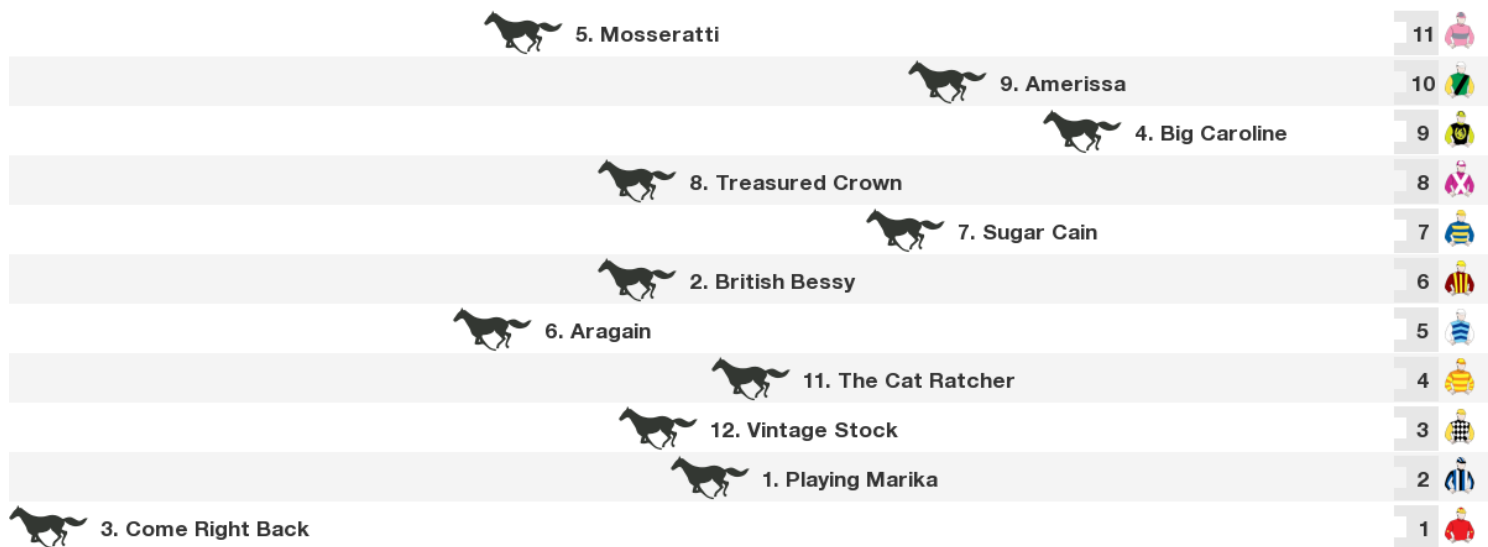 5. Mosseratti 11
9. Amerissa 10
4. Big Caroline 9
8. Treasured Crown 8
7. Sugar Cain 7
2. British Bessy 6
6. Aragain 5
11. The Cat Ratcher 4
12. Vintage Stock 3
1. Playing Marika 2
3. Come Right Back 1